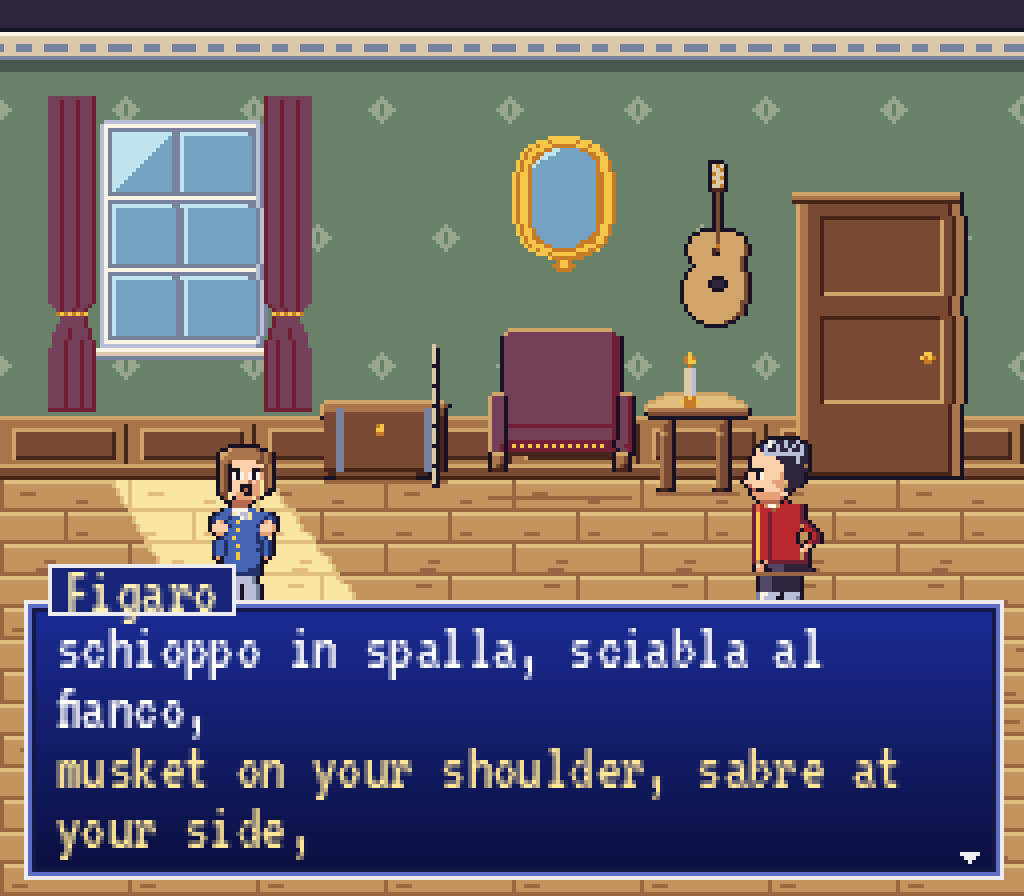 Figaro
schioppo in spalla, sciabla al
fianco,
musket on your shoulder, sabre at
your side,